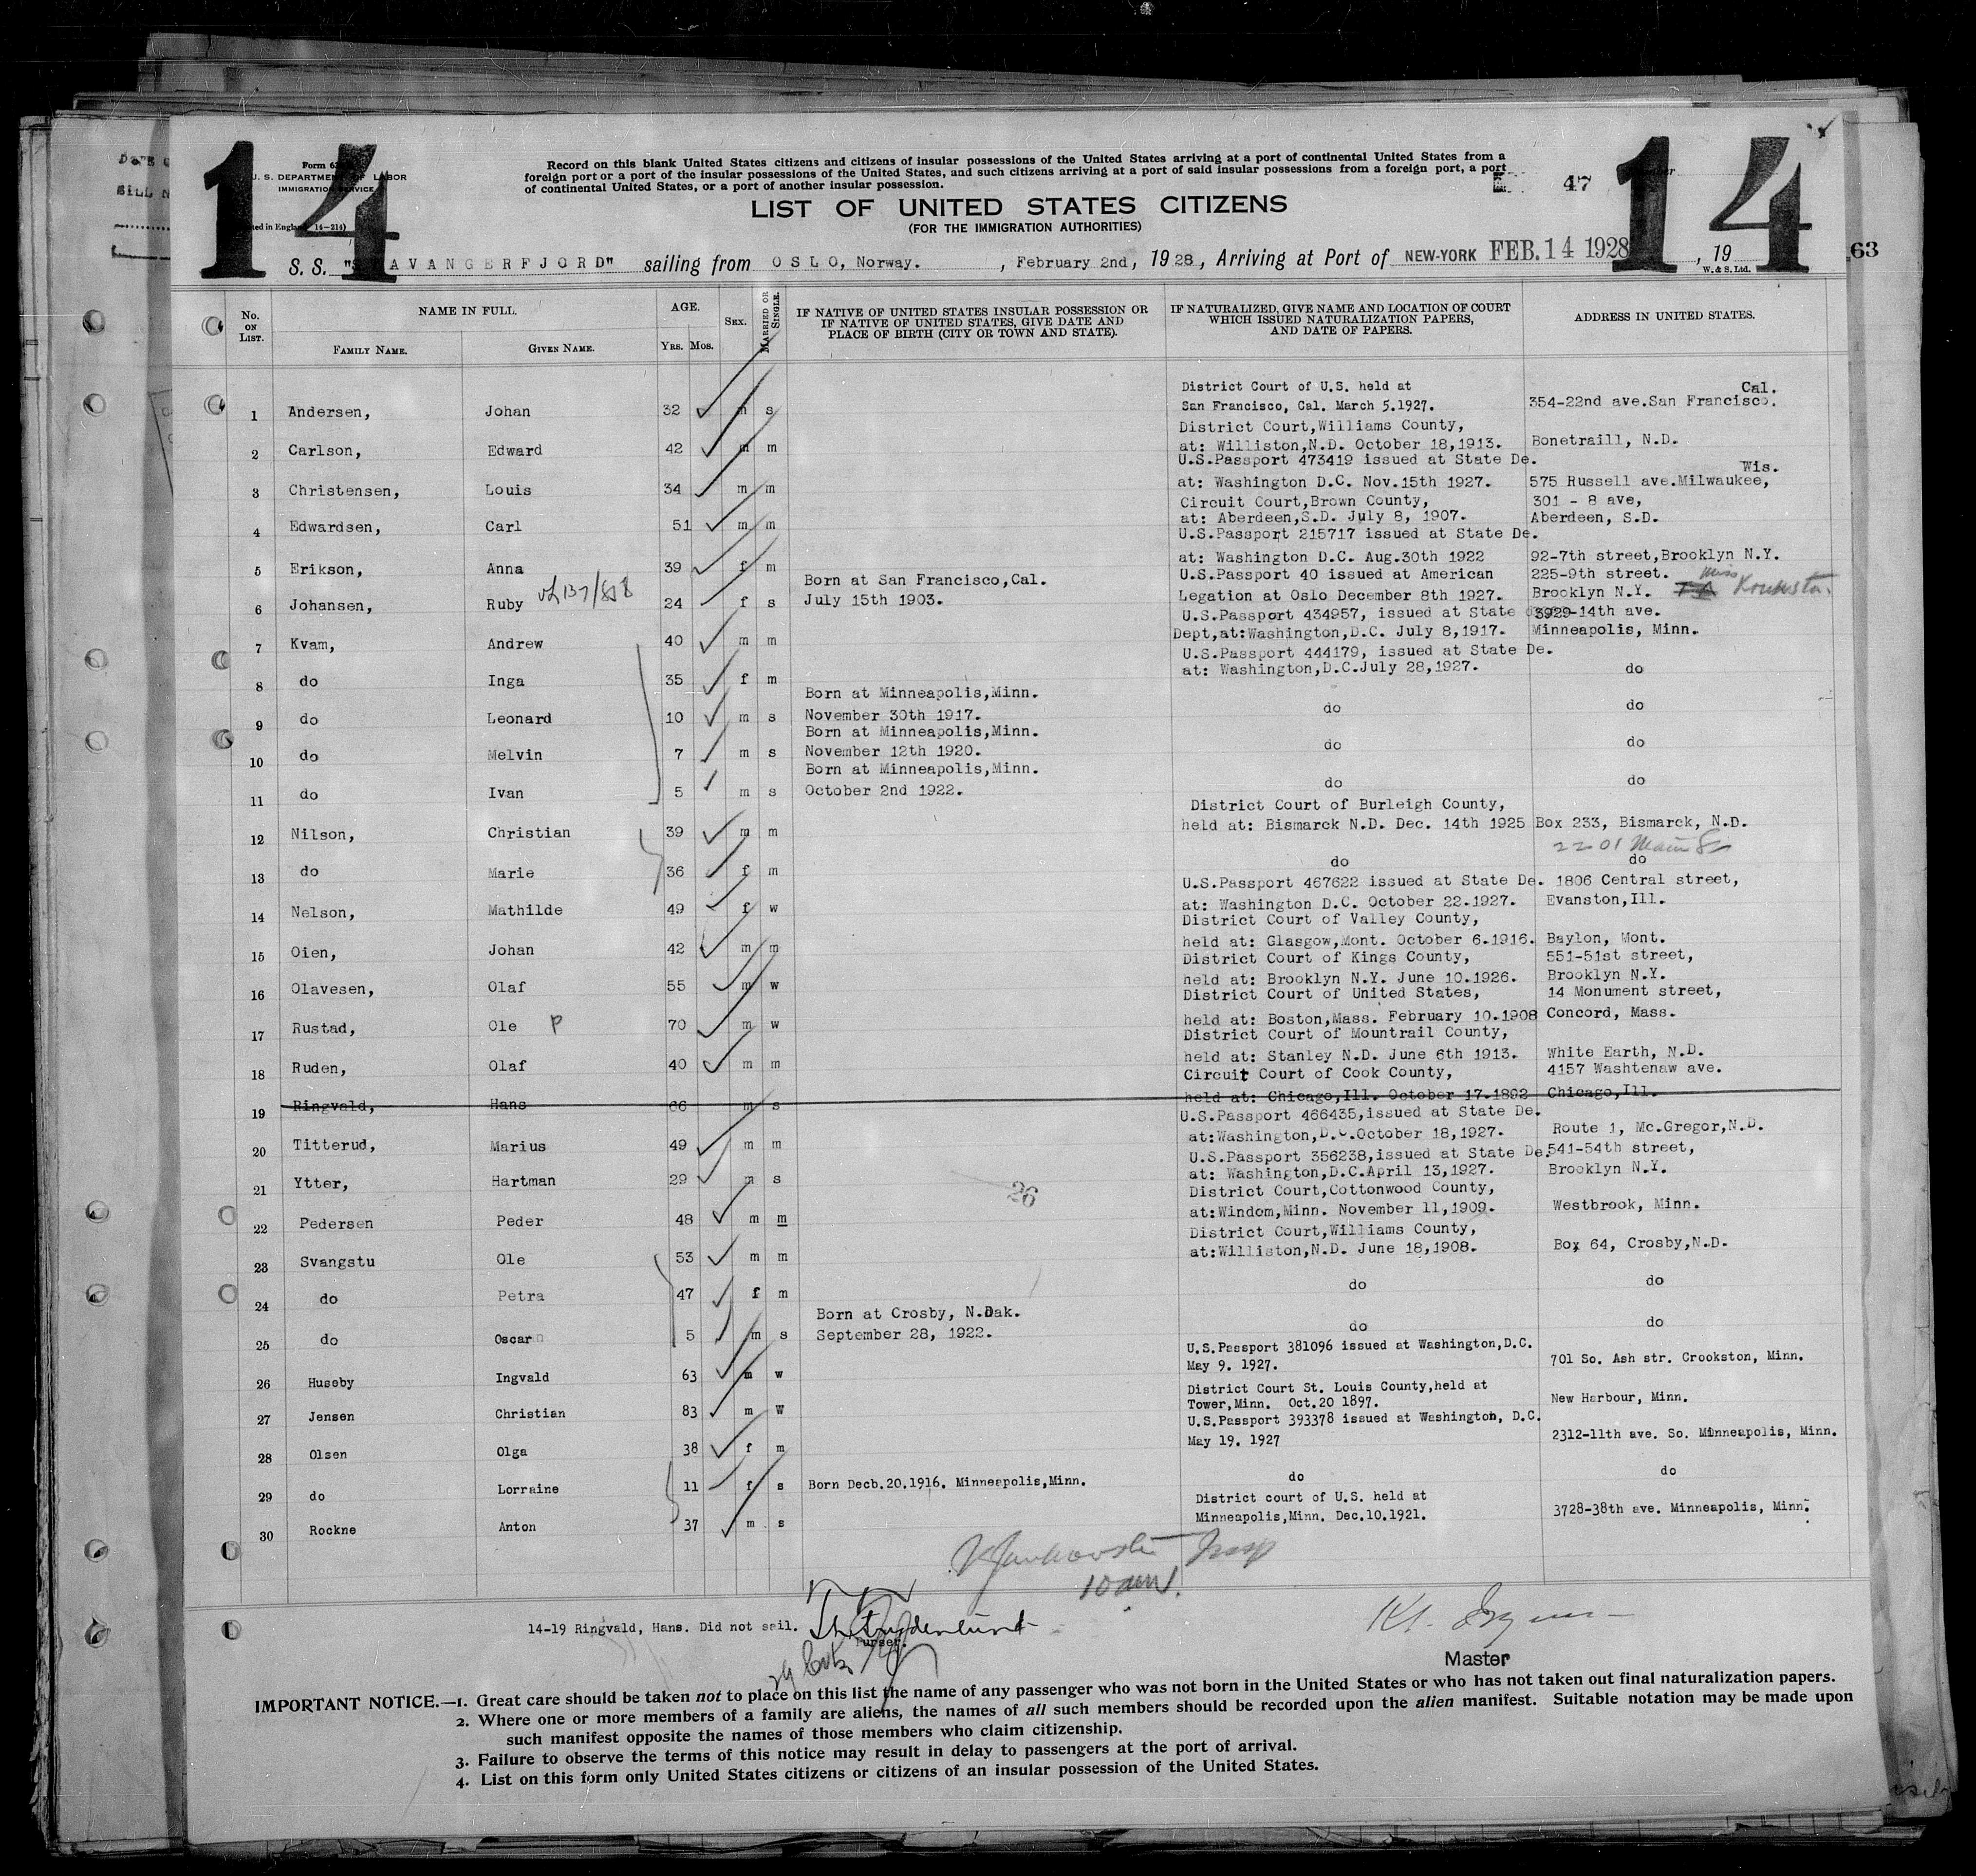 14
14
Form 6
U. S. DEPARTMENT OF LABOR
IMMIGRATION SERVICE
Record on this blank United States citizens and citizens of insular possessions of the United States arriving at a port of continental United States from a
foreign port or a port of the insular possessions of the United States, and such citizens arriving at a port of said insular possessions from a foreign port, a port
of continental United States, or a port of another insular possession.
47
LIST OF UNITED STATES CITIZENS
(FOR THE IMMIGRATION AUTHORITIES)
14-214)
S. S. "S AVANGERFJORD" sailing from OSLO, Norway. , February 2nd, 1928, Arriving at Port of NEW-YORK FEB. 14 1928 , 19
W. & S. Ltd.
63
No. ON LIST. NAME IN FULL. AGE. SEX. MARRIED OR SINGLE. IF NATIVE OF UNITED STATES INSULAR POSSESSION OR IF NATIVE OF UNITED STATES, GIVE DATE AND PLACE OF BIRTH (CITY OR TOWN AND STATE). IF NATURALIZED, GIVE NAME AND LOCATION OF COURT WHICH ISSUED NATURALIZATION PAPERS, AND DATE OF PAPERS. ADDRESS IN UNITED STATES.
FAMILY NAME. GIVEN NAME. YRS. MOS.
District Court of U.S. held at Cal.
1 Andersen, Johan 32 m s San Francisco, Cal. March 5.1927. 354-22nd ave.San Francisco.
District Court,Williams County,
2 Carlson, Edward 42 m m at: Williston,N.D. October 18,1913. Bonetraill, N.D.
U.S.Passport 473419 issued at State De. Wis.
3 Christensen, Louis 34 m m at: Washington D.C. Nov.15th 1927. 575 Russell ave.Milwaukee,
Circuit Court,Brown County, 301 - 8 ave,
4 Edwardsen, Carl 51 m m at: Aberdeen,S.D. July 8, 1907. Aberdeen, S.D.
U.S.Passport 215717 issued at State De.
5 Erikson, Anna 39 f m at: Washington D.C. Aug.30th 1922 92-7th street,Brooklyn N.Y.
Born at San Francisco,Cal. U.S.Passport 40 issued at American 225-9th street. Miss
6 Johansen, Ruby 24 f s July 15th 1903. Legation at Oslo December 8th 1927. Brooklyn N.Y.
U.S.Passport 434957, issued at State 3929-14th ave.
7 Kvam, Andrew 40 m m Dept,at:Washington,D.C. July 8,1917. Minneapolis, Minn.
U.S.Passport 444179, issued at State De.
8 do Inga 35 f m at: Washington,D.C.July 28,1927. do
Born at Minneapolis,Minn.
9 do Leonard 10 m s November 30th 1917. do do
Born at Minneapolis,Minn.
10 do Melvin 7 m s November 12th 1920. do do
Born at Minneapolis,Minn.
11 do Ivan 5 m s October 2nd 1922. do do
District Court of Burleigh County,
12 Nilson, Christian 39 m m held at: Bismarck N.D. Dec. 14th 1925 Box 233, Bismarck, N.D.
2201 Main St
13 do Marie 36 f m do do
U.S.Passport 467622 issued at State De. 1806 Central street,
14 Nelson, Mathilde 49 f w at: Washington D.C. October 22.1927. Evanston,Ill.
District Court of Valley County,
15 Oien, Johan 42 m m held at: Glasgow,Mont. October 6.1916. Baylon, Mont.
District Court of Kings County, 551-51st street,
16 Olavesen, Olaf 55 m w held at: Brooklyn N.Y. June 10.1926. Brooklyn N.Y.
District Court of United States, 14 Monument street,
17 Rustad, Ole P 70 m w held at: Boston,Mass. February 10.1908 Concord, Mass.
District Court of Mountrail County,
18 Ruden, Olaf 40 m m held at: Stanley N.D. June 6th 1913. White Earth, N.D.
Circuit Court of Cook County, 4157 Washtenaw ave.
19 Ringvald, Hans 66 m s held at: Chicago,Ill. October 17.1892 Chicago,Ill.
U.S.Passport 466435,issued at State De.
20 Titterud, Marius 49 m m at:Washington,D.C.October 18,1927. Route 1, Mc.Gregor,N.D.
U.S.Passport 356238,issued at State De. 541-54th street,
21 Ytter, Hartman 29 m s at: Washington,D.C.April 13,1927. Brooklyn N.Y.
26
District Court,Cottonwood County,
22 Pedersen Peder 48 m m at:Windom,Minn. November 11,1909. Westbrook, Minn.
District Court,Williams County,
23 Svangstu Ole 53 m m at:Williston,N.D. June 18,1908. Box 64, Crosby,N.D.
24 do Petra 47 f m do do
Born at Crosby, N.Dak.
25 do Oscar 5 m s September 28, 1922. do do
U.S.Passport 381096 issued at Washington,D.C.
26 Huseby Ingvald 63 m w May 9. 1927. 701 So. Ash str. Crookston, Minn.
District Court St. Louis County,held at
27 Jensen Christian 83 m W Tower,Minn. Oct.20 1897. New Harbour, Minn.
U.S.Passport 393378 issued at Washington, D.C.
28 Olsen Olga 38 f m May 19. 1927 2312-11th ave. So. Minneapolis, Minn.
29 do Lorraine 11 f s Born Decb.20.1916. Minneapolis,Minn. do do
District court of U.S. held at
30 Rockne Anton 37 m s Minneapolis,Minn. Dec.10.1921. 3728-38th ave. Minneapolis, Minn.
Insp
10 am
14-19 Ringvald, Hans. Did not sail.
Purser.
Master
IMPORTANT NOTICE.—1. Great care should be taken not to place on this list the name of any passenger who was not born in the United States or who has not taken out final naturalization papers.
2. Where one or more members of a family are aliens, the names of all such members should be recorded upon the alien manifest. Suitable notation may be made upon
such manifest opposite the names of those members who claim citizenship.
3. Failure to observe the terms of this notice may result in delay to passengers at the port of arrival.
4. List on this form only United States citizens or citizens of an insular possession of the United States.